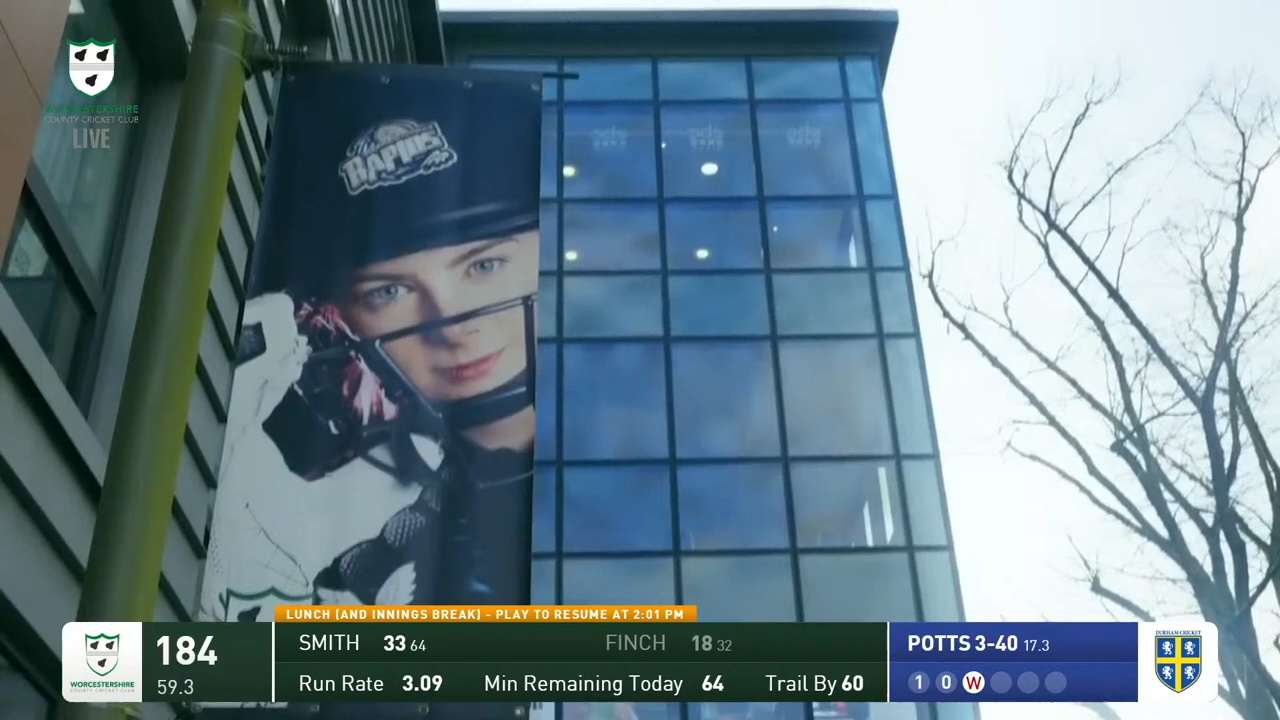 WORCESTERSHIRE
COUNTY CRICKET CLUB
LIVE
The
RAPIDS
LUNCH (AND INNINGS BREAK) - PLAY TO RESUME AT 2:01 PM
WORCESTERSHIRE
COUNTY CRICKET CLUB
184
59.3
SMITH 33 64 FINCH 18 32
Run Rate 3.09 Min Remaining Today 64 Trail By 60
POTTS 3-40 17.3
1 0 W
DURHAM CRICKET